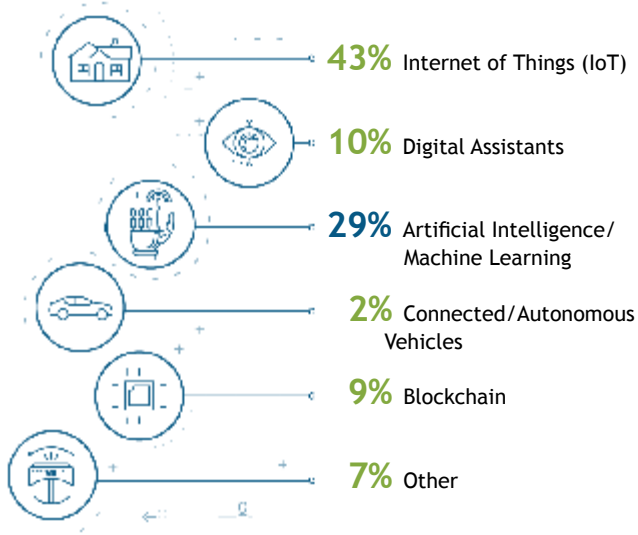 43% Internet of Things (IoT)
10% Digital Assistants
29% Artificial Intelligence/
Machine Learning
2% Connected/Autonomous
Vehicles
9% Blockchain
7% Other